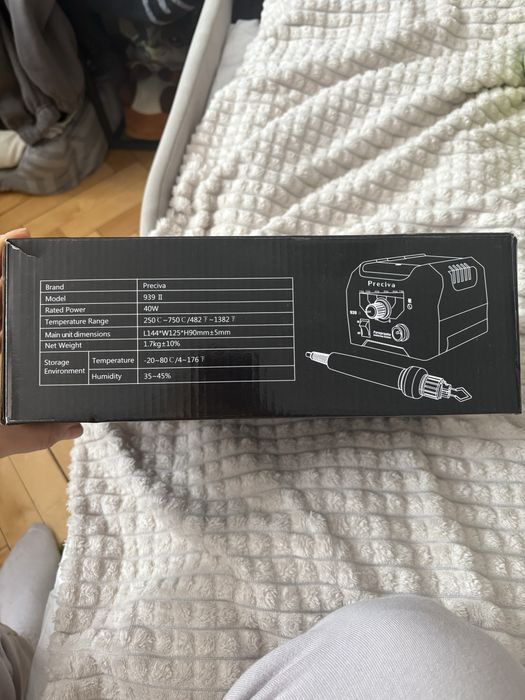 Brand Preciva
Model 939 II
Rated Power 40W
Temperature Range 250℃~750℃/482℉~1382℉
Main unit dimensions L144*W125*H90mm±5mm
Net Weight 1.7kg±10%
Storage Environment Temperature -20~80℃/4~176℉
Humidity 35~45%
Preciva
939